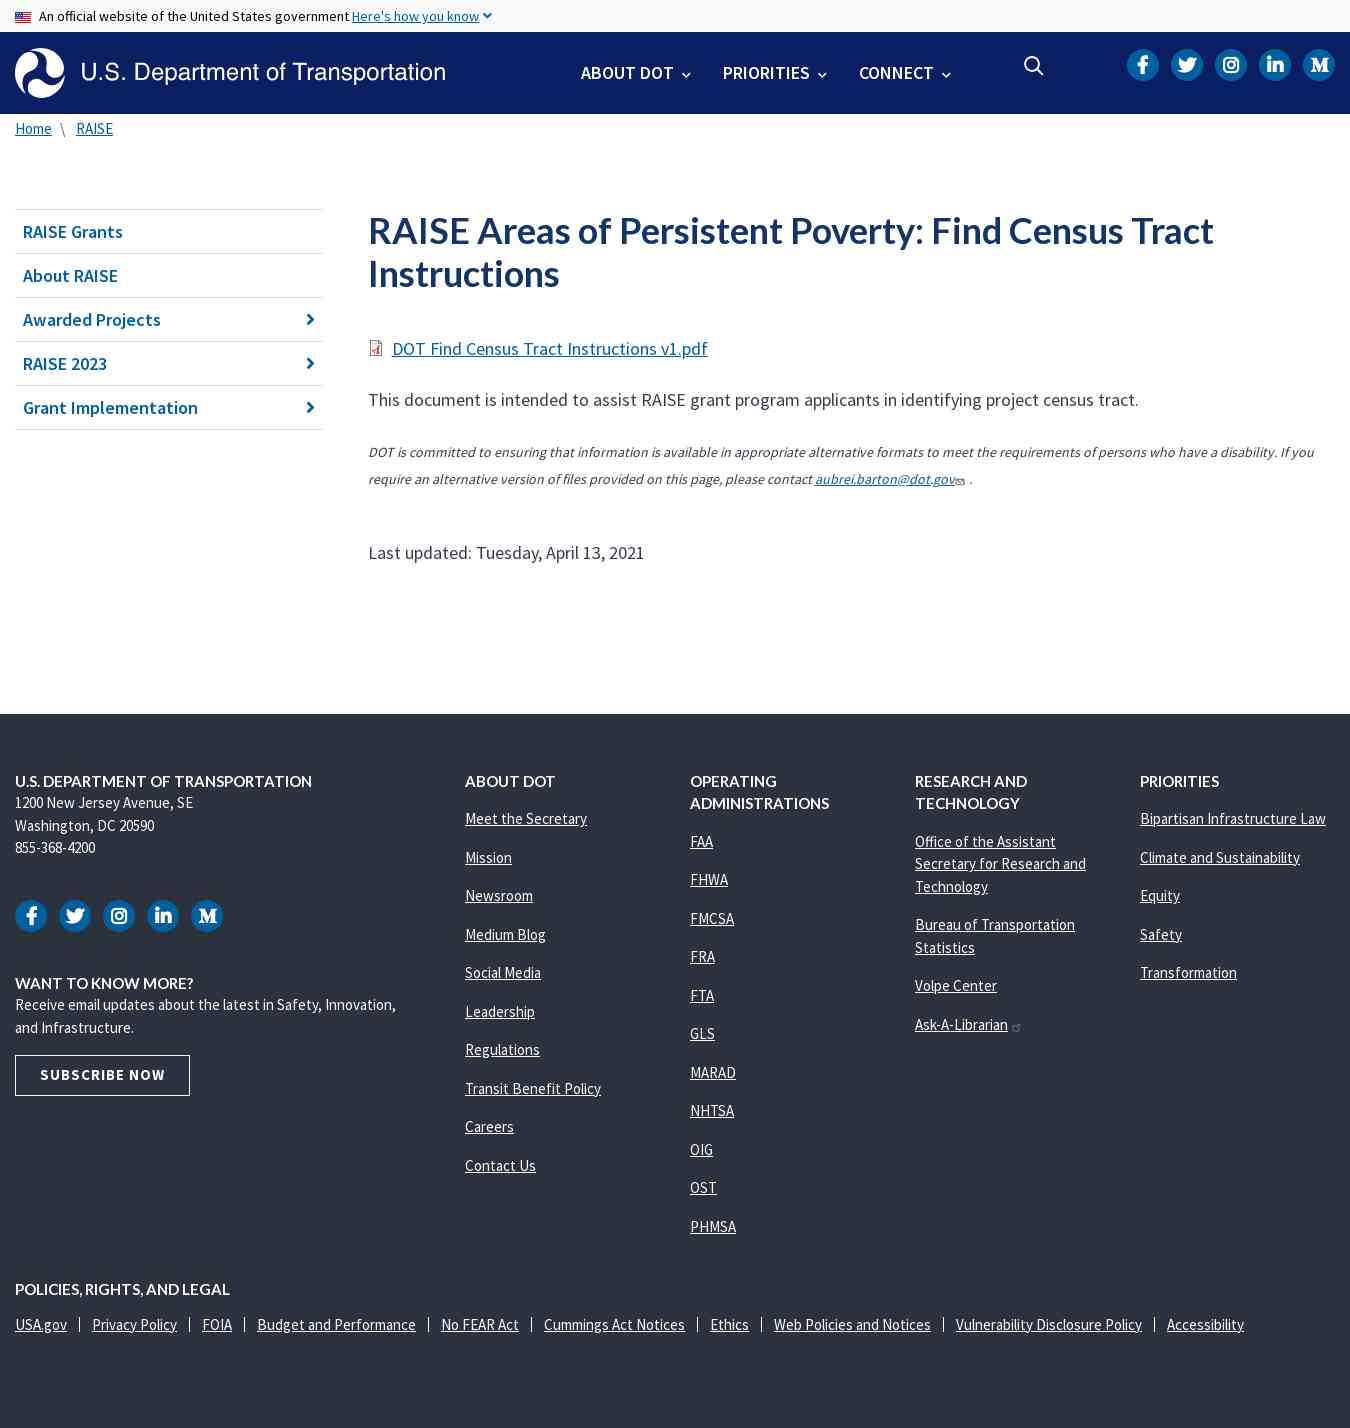 An official website of the United States government Here's how you know
U.S. Department of Transportation
ABOUT DOT
PRIORITIES
CONNECT
Home \ RAISE
RAISE Grants
About RAISE
Awarded Projects
RAISE 2023
Grant Implementation
RAISE Areas of Persistent Poverty: Find Census Tract
Instructions
DOT Find Census Tract Instructions v1.pdf
This document is intended to assist RAISE grant program applicants in identifying project census tract.
DOT is committed to ensuring that information is available in appropriate alternative formats to meet the requirements of persons who have a disability. If you
require an alternative version of files provided on this page, please contact aubrei.barton@dot.gov .
Last updated: Tuesday, April 13, 2021
U.S. DEPARTMENT OF TRANSPORTATION
1200 New Jersey Avenue, SE
Washington, DC 20590
855-368-4200
WANT TO KNOW MORE?
Receive email updates about the latest in Safety, Innovation,
and Infrastructure.
SUBSCRIBE NOW
ABOUT DOT
Meet the Secretary
Mission
Newsroom
Medium Blog
Social Media
Leadership
Regulations
Transit Benefit Policy
Careers
Contact Us
OPERATING
ADMINISTRATIONS
FAA
FHWA
FMCSA
FRA
FTA
GLS
MARAD
NHTSA
OIG
OST
PHMSA
RESEARCH AND
TECHNOLOGY
Office of the Assistant
Secretary for Research and
Technology
Bureau of Transportation
Statistics
Volpe Center
Ask-A-Librarian
PRIORITIES
Bipartisan Infrastructure Law
Climate and Sustainability
Equity
Safety
Transformation
POLICIES, RIGHTS, AND LEGAL
USA.gov | Privacy Policy | FOIA | Budget and Performance | No FEAR Act | Cummings Act Notices | Ethics | Web Policies and Notices | Vulnerability Disclosure Policy | Accessibility